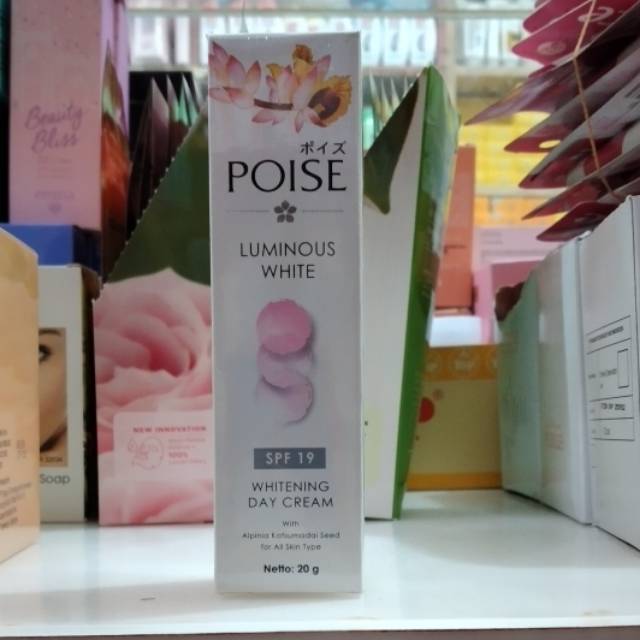 ポイズ
POISE
LUMINOUS
WHITE
SPF 19
WHITENING
DAY CREAM
With
Alpinia Katsumadai Seed
for All Skin Type
Netto: 20 g
Beauty
Bliss
NEW INNOVATION
100%
Soap